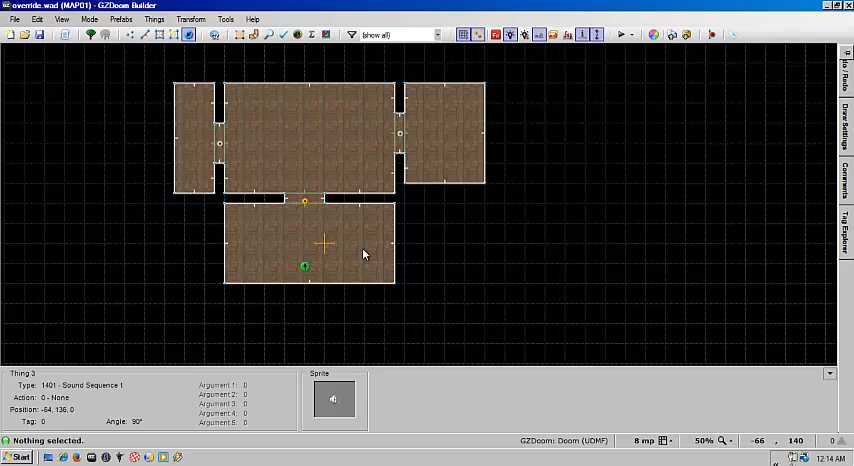 override.wad (MAP01) - GZDoom Builder
File Edit View Mode Prefabs Things Transform Tools Help
(show all)
Draw Settings
Comments
Tag Explorer
Thing 3
Type: 1401 - Sound Sequence 1
Action: 0 - None
Position: -64, 136, 0
Tag: 0 Angle: 90°
Argument 1: 0
Argument 2: 0
Argument 3: 0
Argument 4: 0
Argument 5: 0
Sprite
Nothing selected.
GZDoom: Doom (UDMF) 8 mp 50% -66 , 140 0
Start
12:14 AM